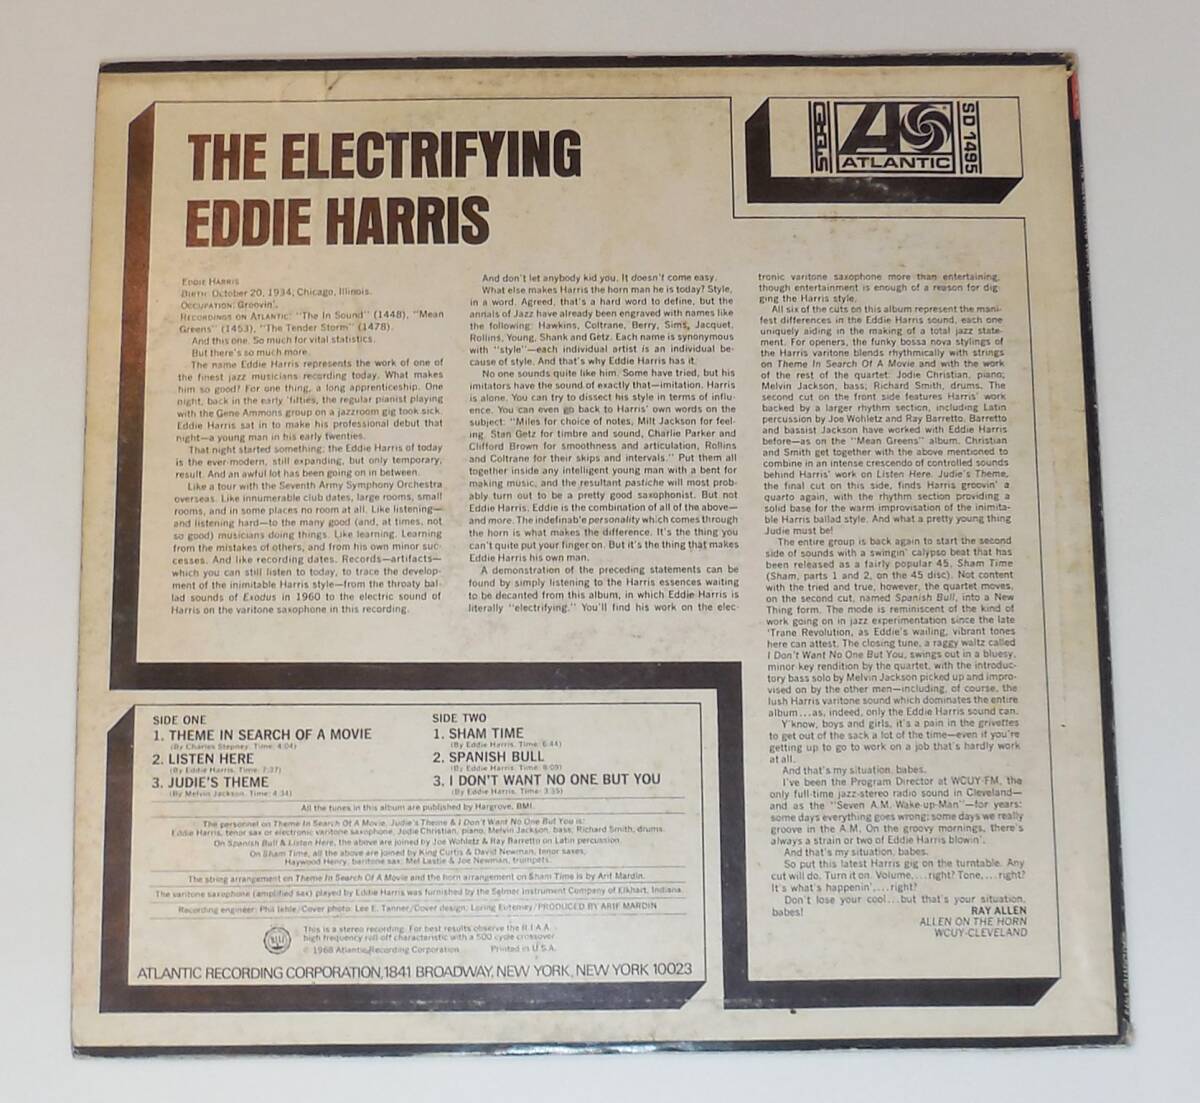 THE ELECTRIFYING
EDDIE HARRIS
STEREO
ATLANTIC
SD 1495
EDDIE HARRIS
BIRTH: October 20, 1934; Chicago, Illinois.
OCCUPATION: Groovin'.
RECORDINGS ON ATLANTIC: "The In Sound" (1448), "Mean
Greens" (1453), "The Tender Storm" (1478).
And this one. So much for vital statistics.
But there's so much more.
The name Eddie Harris represents the work of one of
the finest jazz musicians recording today. What makes
him so good? For one thing, a long apprenticeship. One
night, back in the early 'fifties, the regular pianist playing
with the Gene Ammons group on a jazzroom gig took sick.
Eddie Harris sat in to make his professional debut that
night—a young man in his early twenties.
That night started something; the Eddie Harris of today
is the ever-modern, still expanding, but only temporary,
result. And an awful lot has been going on in between.
Like a tour with the Seventh Army Symphony Orchestra
overseas. Like innumerable club dates, large rooms, small
rooms, and in some places no room at all. Like listening—
and listening hard—to the many good (and, at times, not
so good) musicians doing things. Like learning. Learning
from the mistakes of others, and from his own minor suc-
cesses. And like recording dates. Records—artifacts—
which you can still listen to today, to trace the develop-
ment of the inimitable Harris style—from the throaty bal-
lad sounds of Exodus in 1960 to the electric sound of
Harris on the varitone saxophone in this recording.
And don't let anybody kid you. It doesn't come easy.
What else makes Harris the horn man he is today? Style,
in a word. Agreed, that's a hard word to define, but the
annals of Jazz have already been engraved with names like
the following: Hawkins, Coltrane, Berry, Sims, Jacquet,
Rollins, Young, Shank and Getz. Each name is synonymous
with "style"—each individual artist is an individual be-
cause of style. And that's why Eddie Harris has it.
No one sounds quite like him. Some have tried, but his
imitators have the sound of exactly that—imitation. Harris
is alone. You can try to dissect his style in terms of influ-
ence. You can even go back to Harris' own words on the
subject: "Miles for choice of notes, Milt Jackson for feel-
ing, Stan Getz for timbre and sound, Charlie Parker and
Clifford Brown for smoothness and articulation, Rollins
and Coltrane for their skips and intervals." Put them all
together inside any intelligent young man with a bent for
making music, and the resultant pastiche will most prob-
ably turn out to be a pretty good saxophonist. But not
Eddie Harris. Eddie is the combination of all of the above—
and more. The indefinable personality which comes through
the horn is what makes the difference. It's the thing you
can't quite put your finger on. But it's the thing that makes
Eddie Harris his own man.
A demonstration of the preceding statements can be
found by simply listening to the Harris essences waiting
to be decanted from this album, in which Eddie Harris is
literally "electrifying." You'll find his work on the elec-
tronic varitone saxophone more than entertaining,
though entertainment is enough of a reason for dig-
ging the Harris style.
All six of the cuts on this album represent the mani-
fest differences in the Eddie Harris sound, each one
uniquely aiding in the making of a total jazz state-
ment. For openers, the funky bossa nova stylings of
the Harris varitone blends rhythmically with strings
on Theme In Search Of A Movie and with the work
of the rest of the quartet: Jodie Christian, piano;
Melvin Jackson, bass; Richard Smith, drums. The
second cut on the front side features Harris' work
backed by a larger rhythm section, including Latin
percussion by Joe Wohletz and Ray Barretto. Barretto
and bassist Jackson have worked with Eddie Harris
before—as on the "Mean Greens" album. Christian
and Smith get together with the above mentioned to
combine in an intense crescendo of controlled sounds
behind Harris' work on Listen Here. Judie's Theme,
the final cut on this side, finds Harris groovin' a
quarto again, with the rhythm section providing a
solid base for the warm improvisation of the inimita-
ble Harris ballad style. And what a pretty young thing
Judie must be!
The entire group is back again to start the second
side of sounds with a swingin' calypso beat that has
been released as a fairly popular 45, Sham Time
(Sham, parts 1 and 2, on the 45 disc). Not content
with the tried and true, however, the quartet moves,
on the second cut, named Spanish Bull, into a New
Thing form. The mode is reminiscent of the kind of
work going on in jazz experimentation since the late
'Trane Revolution, as Eddie's wailing, vibrant tones
here can attest. The closing tune, a raggy waltz called
I Don't Want No One But You, swings out in a bluesy,
minor key rendition by the quartet, with the introduc-
tory bass solo by Melvin Jackson picked up and impro-
vised on by the other men—including, of course, the
lush Harris varitone sound which dominates the entire
album...as, indeed, only the Eddie Harris sound can.
Y'know, boys and girls, it's a pain in the grivettes
to get out of the sack a lot of the time—even if you're
getting up to go to work on a job that's hardly work
at all.
And that's my situation, babes.
I've been the Program Director at WCUY-FM, the
only full-time jazz-stereo radio sound in Cleveland—
and as the "Seven A.M. Wake-up-Man"—for years:
some days everything goes wrong; some days we really
groove in the A.M. On the groovy mornings, there's
always a strain or two of Eddie Harris blowin'.
And that's my situation, babes.
So put this latest Harris gig on the turntable. Any
cut will do. Turn it on. Volume,...right? Tone,...right?
It's what's happenin',...right?
Don't lose your cool...but that's your situation,
babes!
RAY ALLEN
ALLEN ON THE HORN
WCUY-CLEVELAND
SIDE ONE
1. THEME IN SEARCH OF A MOVIE
(By Charles Stepney. Time: 4:04)
2. LISTEN HERE
(By Eddie Harris. Time: 7:37)
3. JUDIE'S THEME
(By Melvin Jackson. Time: 4:34)
SIDE TWO
1. SHAM TIME
(By Eddie Harris. Time: 6:44)
2. SPANISH BULL
(By Eddie Harris. Time: 8:09)
3. I DON'T WANT NO ONE BUT YOU
(By Eddie Harris. Time: 3:35)
All the tunes in this album are published by Hargrove, BMI.
The personnel on Theme In Search Of A Movie, Judie's Theme & I Don't Want No One But You is:
Eddie Harris, tenor sax or electronic varitone saxophone, Jodie Christian, piano, Melvin Jackson, bass; Richard Smith, drums.
On Spanish Bull & Listen Here, the above are joined by Joe Wohletz & Ray Barretto on Latin percussion.
On Sham Time, all the above are joined by King Curtis & David Newman, tenor saxes;
Haywood Henry, baritone sax; Mel Lastie & Joe Newman, trumpets.
The string arrangement on Theme In Search Of A Movie and the horn arrangement on Sham Time is by Arif Mardin.
The varitone saxophone (amplified sax) played by Eddie Harris was furnished by the Selmer Instrument Company of Elkhart, Indiana.
Recording engineer: Phil Iehle/Cover photo: Lee E. Tanner/Cover design: Loring Eutemey/PRODUCED BY ARIF MARDIN
This is a stereo recording. For best results observe the R.I.A.A.
high frequency roll-off characteristic with a 500 cycle crossover.
© 1968 Atlantic Recording Corporation Printed in U.S.A.
ATLANTIC RECORDING CORPORATION, 1841 BROADWAY, NEW YORK, NEW YORK 10023